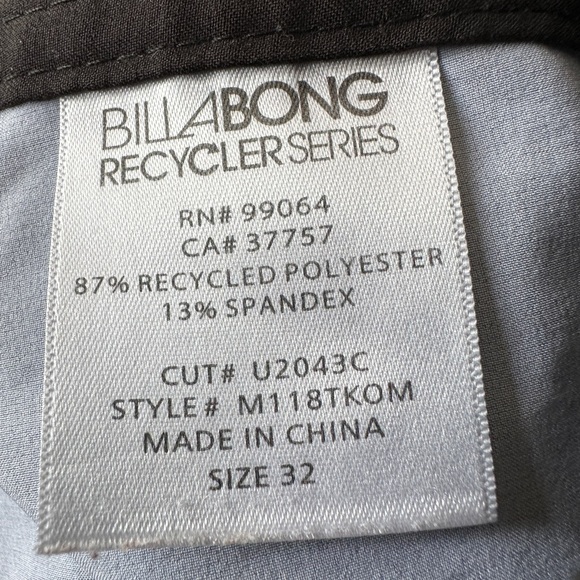 BILLABONG
RECYCLER SERIES
RN# 99064
CA# 37757
87% RECYCLED POLYESTER
13% SPANDEX
CUT# U2043C
STYLE# M118TKOM
MADE IN CHINA
SIZE 32